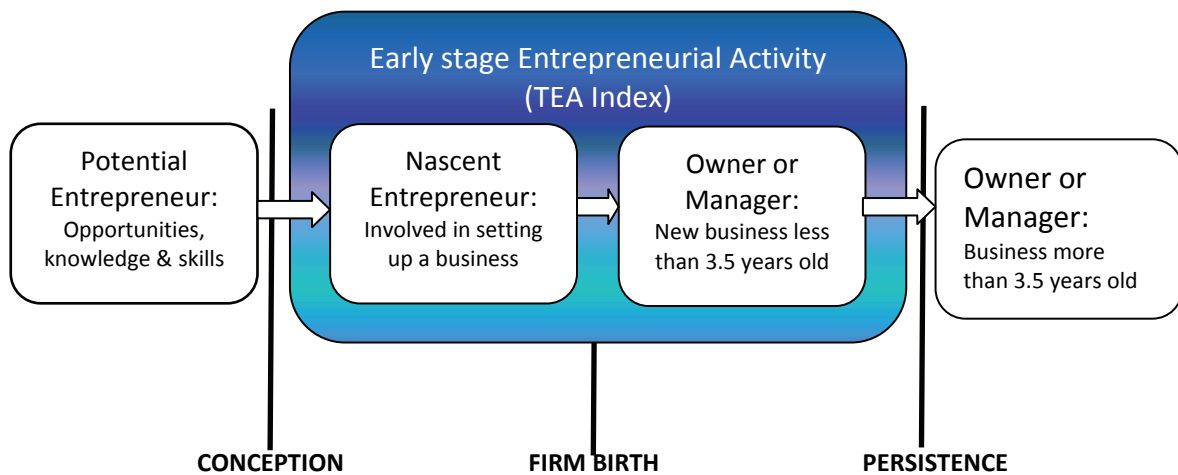 Early stage Entrepreneurial Activity
(TEA Index)
Potential
Entrepreneur:
Opportunities,
knowledge & skills
Nascent
Entrepreneur:
Involved in setting
up a business
Owner or
Manager:
New business less
than 3.5 years old
Owner or
Manager:
Business more
than 3.5 years old
CONCEPTION
FIRM BIRTH
PERSISTENCE